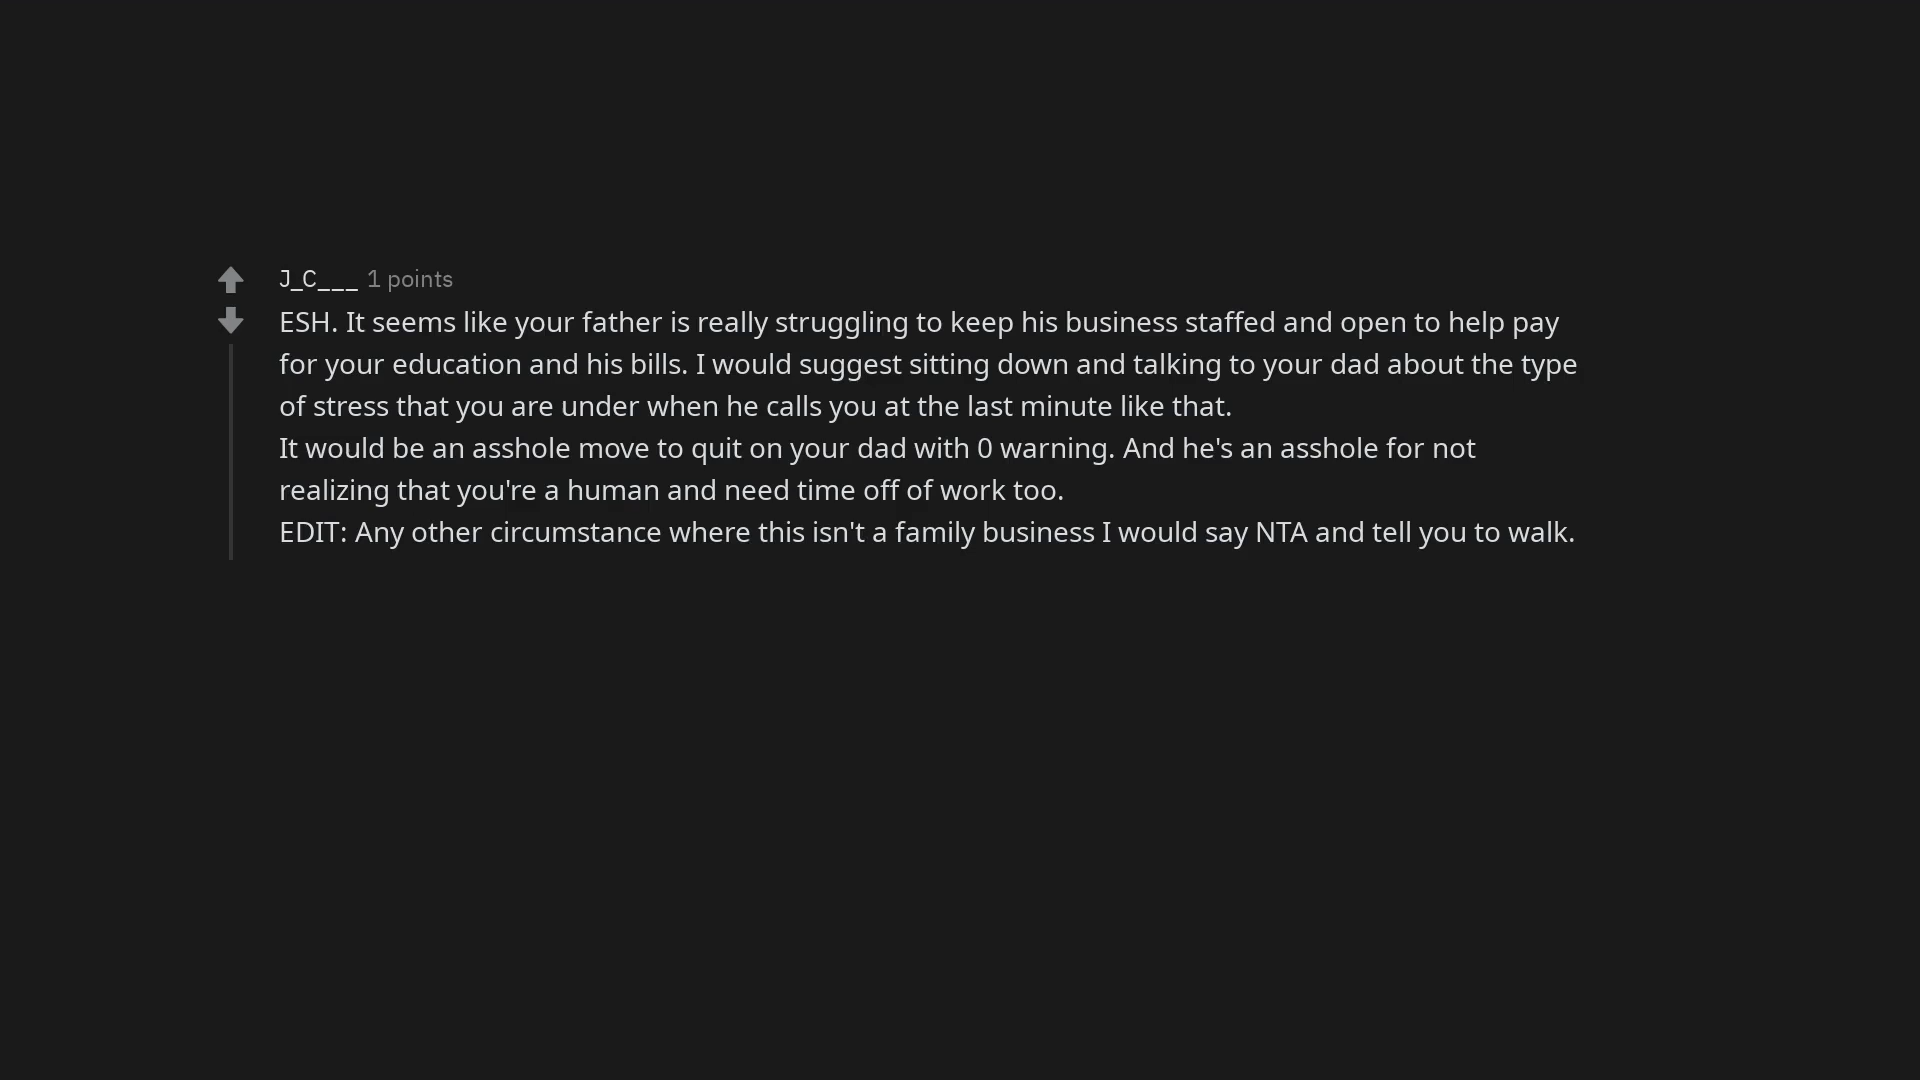 J_C___ 1 points
ESH. It seems like your father is really struggling to keep his business staffed and open to help pay
for your education and his bills. I would suggest sitting down and talking to your dad about the type
of stress that you are under when he calls you at the last minute like that.
It would be an asshole move to quit on your dad with 0 warning. And he's an asshole for not
realizing that you're a human and need time off of work too.
EDIT: Any other circumstance where this isn't a family business I would say NTA and tell you to walk.